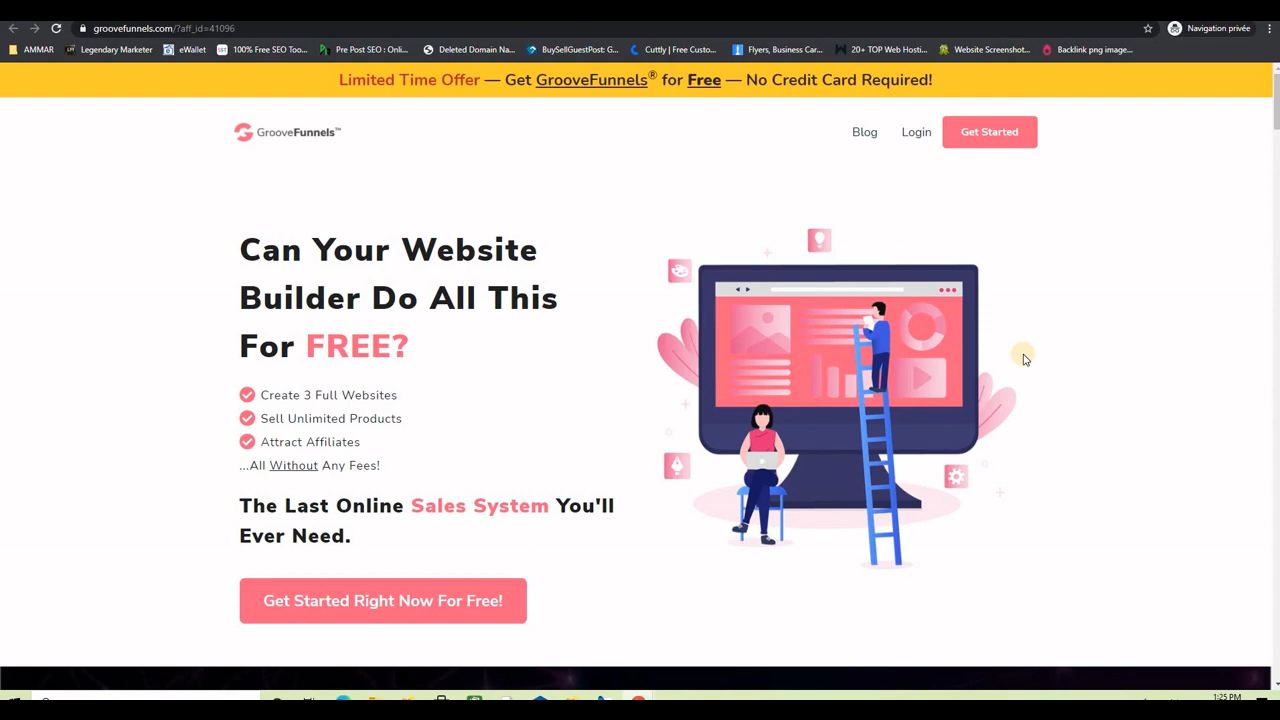 groovefunnels.com/?aff_id=41096
Navigation privée
AMMAR
Legendary Marketer
eWallet
100% Free SEO Too...
Pre Post SEO : Onli...
Deleted Domain Na...
BuySellGuestPost: G...
Cuttly | Free Custo...
Flyers, Business Car...
20+ TOP Web Hosti...
Website Screenshot...
Backlink png image...
Limited Time Offer — Get GrooveFunnels® for Free — No Credit Card Required!
GrooveFunnels™
Blog
Login
Get Started
Can Your Website
Builder Do All This
For FREE?
Create 3 Full Websites
Sell Unlimited Products
Attract Affiliates
...All Without Any Fees!
The Last Online Sales System You'll
Ever Need.
Get Started Right Now For Free!
1:25 PM